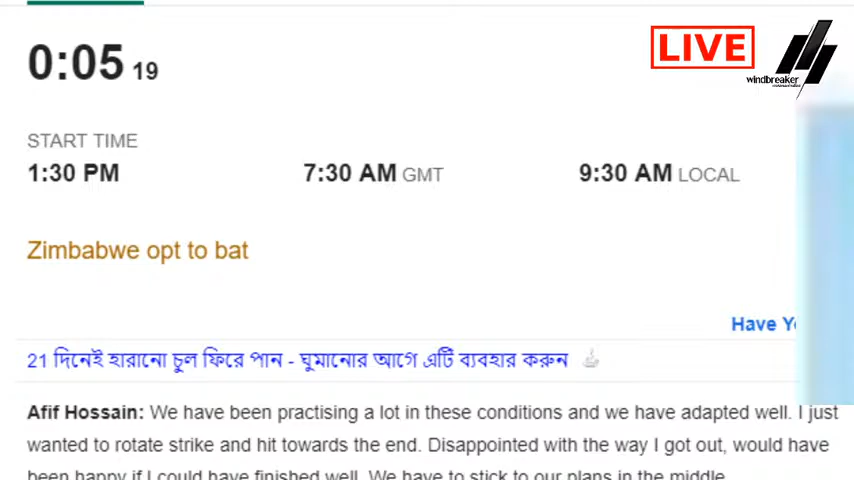 LIVE
windbreaker
0:05 19
START TIME
1:30 PM 7:30 AM GMT 9:30 AM LOCAL
Zimbabwe opt to bat
Have Yo
21 দিনেই হারানো চুল ফিরে পান - ঘুমানোর আগে এটি ব্যবহার করুন
Afif Hossain: We have been practising a lot in these conditions and we have adapted well. I just
wanted to rotate strike and hit towards the end. Disappointed with the way I got out, would have
been happy if I could have finished well. We have to stick to our plans in the middle